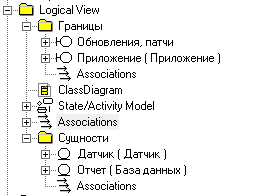 Logical View
Границы
Обновления, патчи
Приложение ( Приложение )
Associations
ClassDiagram
State/Activity Model
Associations
Сущности
Датчик ( Датчик )
Отчет ( База данных )
Associations